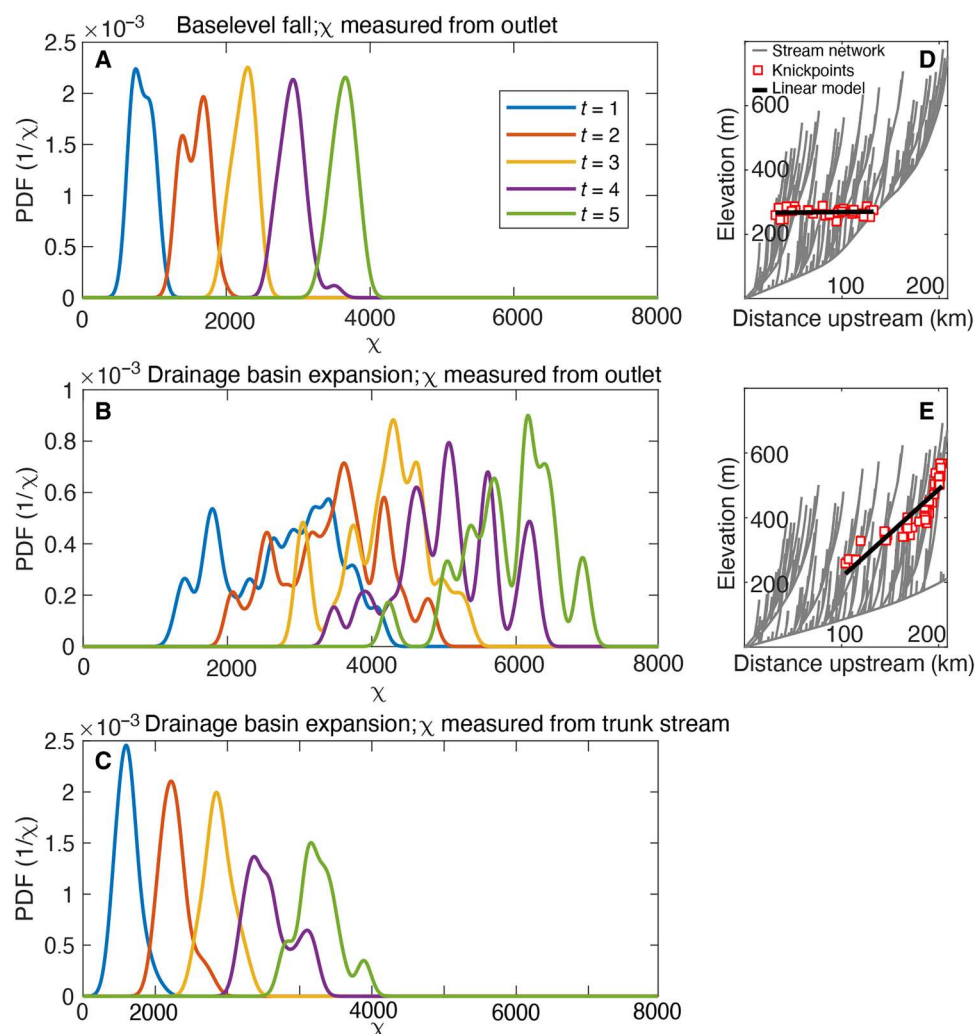 ×10⁻³ Baselevel fall; χ measured from outlet
A
2.5
2
1.5
1
0.5
0
PDF (1/χ)
t = 1
t = 2
t = 3
t = 4
t = 5
0 2000 4000 6000 8000
χ
D
Stream network
Knickpoints
Linear model
600
400
200
Elevation (m)
100 200
Distance upstream (km)
×10⁻³ Drainage basin expansion; χ measured from outlet
B
1
0.8
0.6
0.4
0.2
0
PDF (1/χ)
0 2000 4000 6000 8000
χ
E
600
400
200
Elevation (m)
100 200
Distance upstream (km)
×10⁻³ Drainage basin expansion; χ measured from trunk stream
C
2.5
2
1.5
1
0.5
0
PDF (1/χ)
0 2000 4000 6000 8000
χ